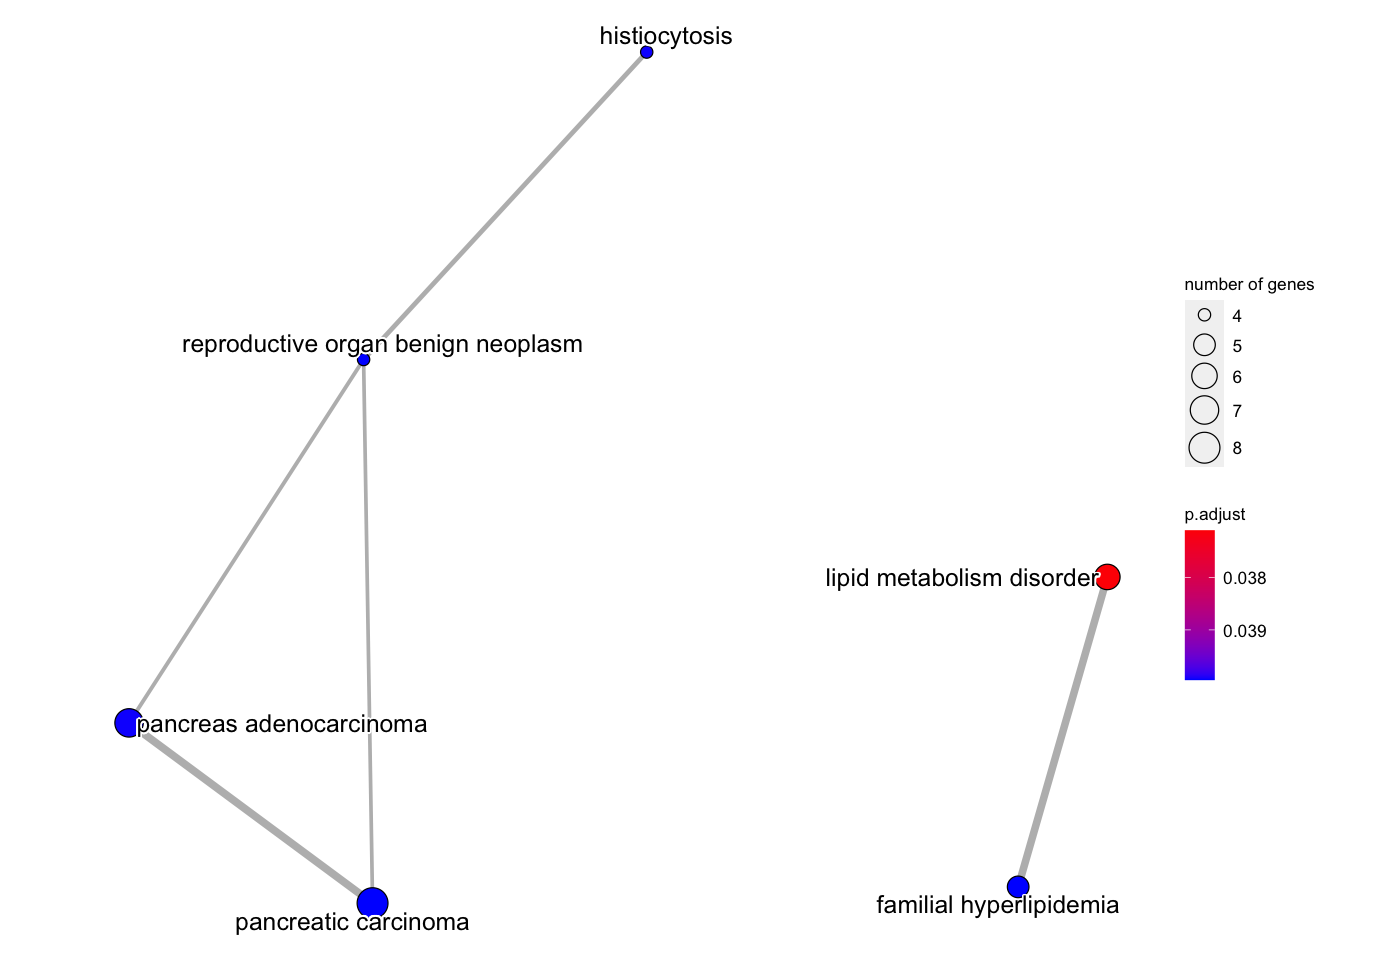 histiocytosis
reproductive organ benign neoplasm
pancreas adenocarcinoma
pancreatic carcinoma
lipid metabolism disorder
familial hyperlipidemia
number of genes
4
5
6
7
8
p.adjust
0.038
0.039